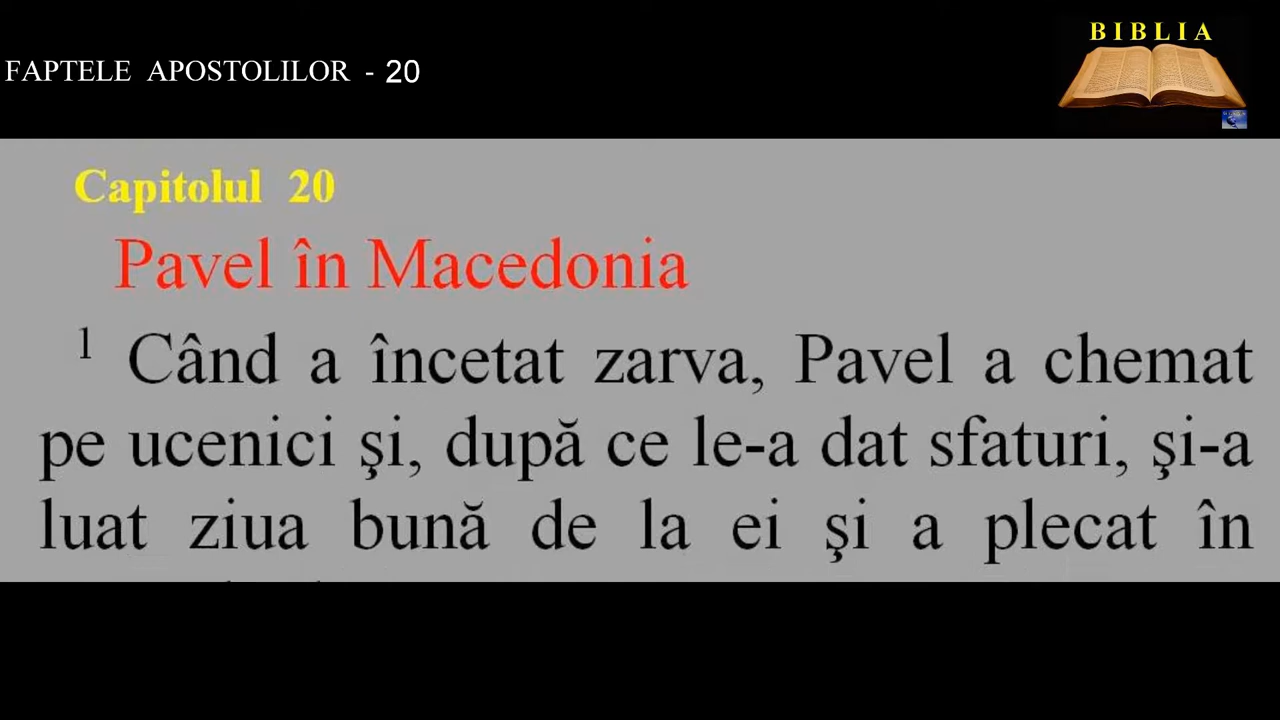 BIBLIA
FAPTELE APOSTOLILOR - 20
Capitolul 20
Pavel în Macedonia
1 Când a încetat zarva, Pavel a chemat
pe ucenici şi, după ce le-a dat sfaturi, şi-a
luat ziua bună de la ei şi a plecat în